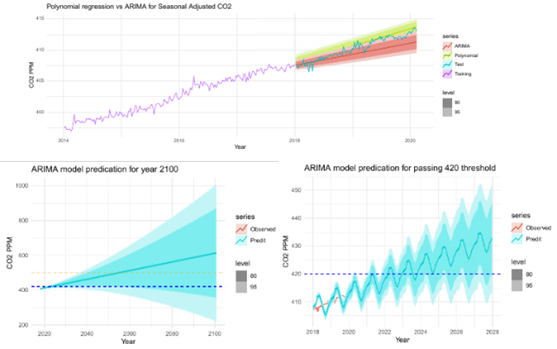 Polynomial regression vs ARIMA for Seasonal Adjusted CO2
415
410
405
400
CO2 PPM
2014
2016
2018
2020
Year
series
ARIMA
Polynomial
Test
Training
level
80
95
ARIMA model predication for year 2100
1000
800
600
400
200
CO2 PPM
2020
2040
2060
2080
2100
Year
series
Observed
Predit
level
80
95
ARIMA model predication for passing 420 threshold
450
440
430
420
410
CO2 PPM
2018
2020
2022
2024
2026
2028
Year
series
Observed
Predit
level
80
95